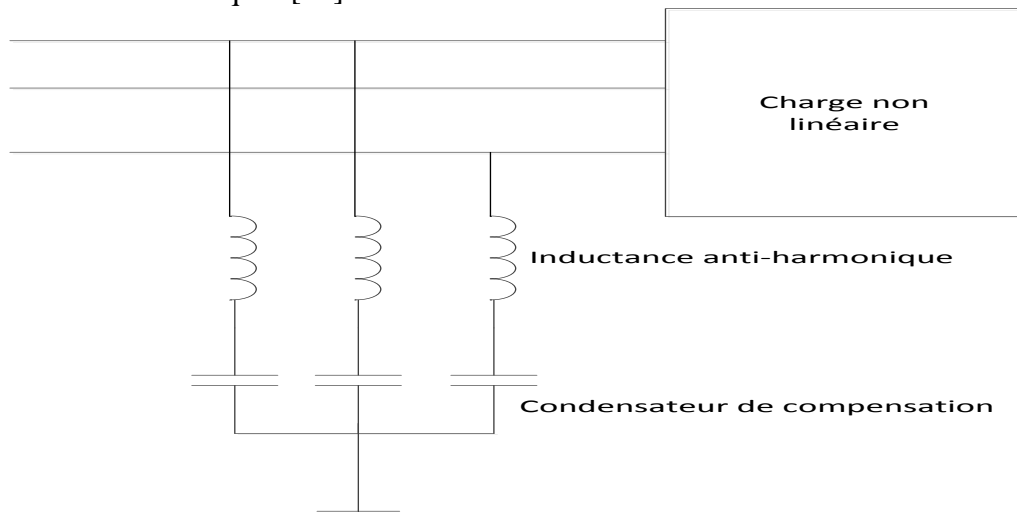 Charge non
linéaire
Inductance anti-harmonique
Condensateur de compensation